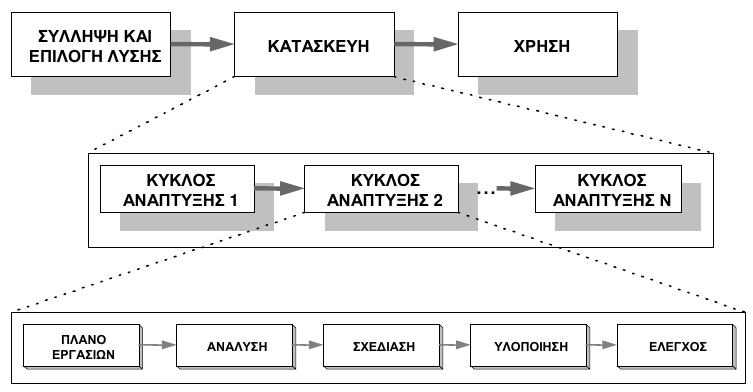 ΣΥΛΛΗΨΗ ΚΑΙ
ΕΠΙΛΟΓΗ ΛΥΣΗΣ
ΚΑΤΑΣΚΕΥΗ
ΧΡΗΣΗ
ΚΥΚΛΟΣ
ΑΝΑΠΤΥΞΗΣ 1
ΚΥΚΛΟΣ
ΑΝΑΠΤΥΞΗΣ 2
...
ΚΥΚΛΟΣ
ΑΝΑΠΤΥΞΗΣ Ν
ΠΛΑΝΟ
ΕΡΓΑΣΙΩΝ
ΑΝΑΛΥΣΗ
ΣΧΕΔΙΑΣΗ
ΥΛΟΠΟΙΗΣΗ
ΕΛΕΓΧΟΣ